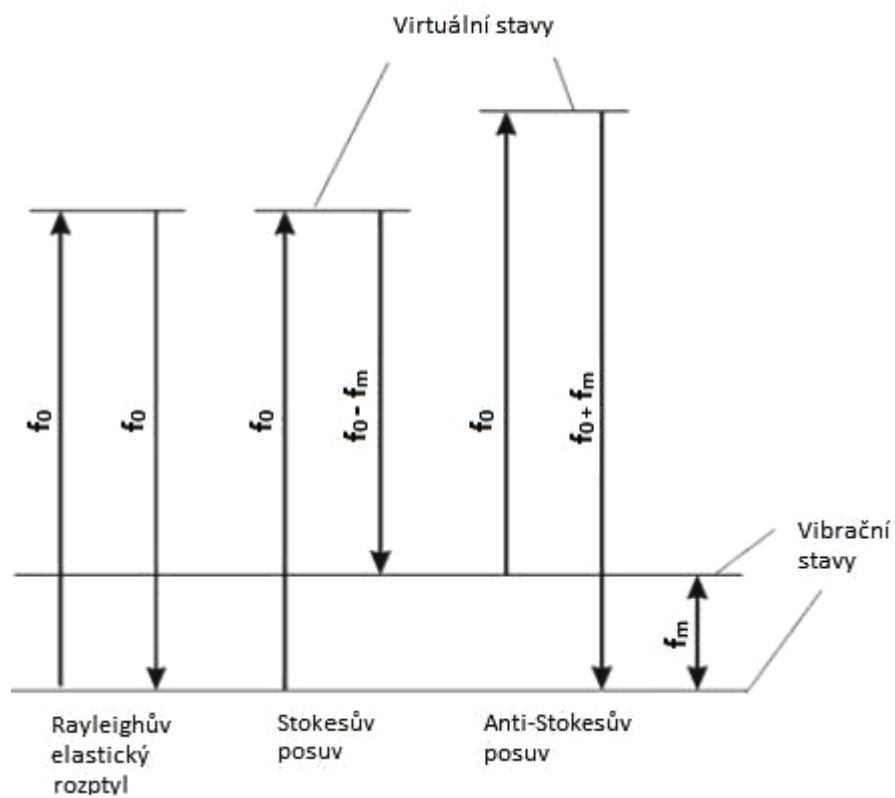 Virtuální stavy
f₀
f₀
f₀
f₀ - fₘ
f₀
f₀ + fₘ
Vibrační
stavy
fₘ
Rayleighův
elastický
rozptyl
Stokesův
posuv
Anti-Stokesův
posuv